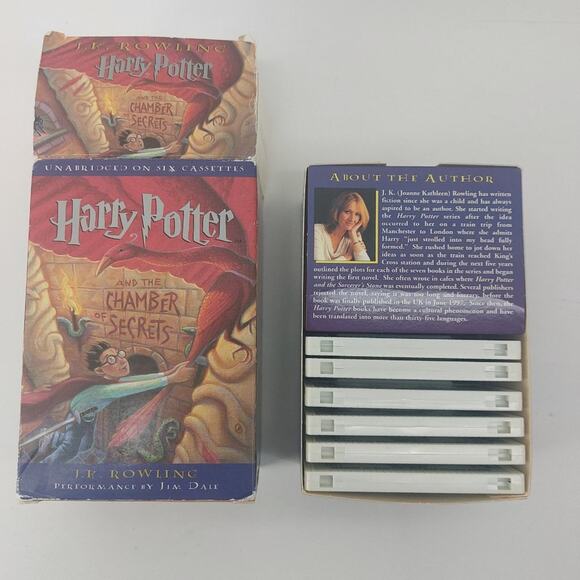 J.K. ROWLING
Harry Potter
AND THE
CHAMBER
OF
SECRETS
UNABRIDGED ON SIX CASSETTES
Harry Potter
AND THE
CHAMBER
OF
SECRETS
J.K. ROWLING
PERFORMANCE BY JIM DALE
ABOUT THE AUTHOR
J. K. (Joanne Kathleen) Rowling has written
fiction since she was a child and has always
aspired to be an author. She started writing
the Harry Potter series after the idea
occurred to her on a train trip from
Manchester to London where she admits
Harry "just strolled into my head fully
formed." She rushed home to jot down her
ideas as soon as the train reached King's
Cross station and during the next five years
outlined the plots for each of the seven books in the series and began
writing the first novel. She often wrote in cafes where Harry Potter
and the Sorcerer's Stone was eventually completed. Several publishers
rejected the novel, saying it was too long and literary, before the
book was finally published in the UK in June 1997. Since then, the
Harry Potter books have become a cultural phenomenon and have
been translated into more than thirty-five languages.